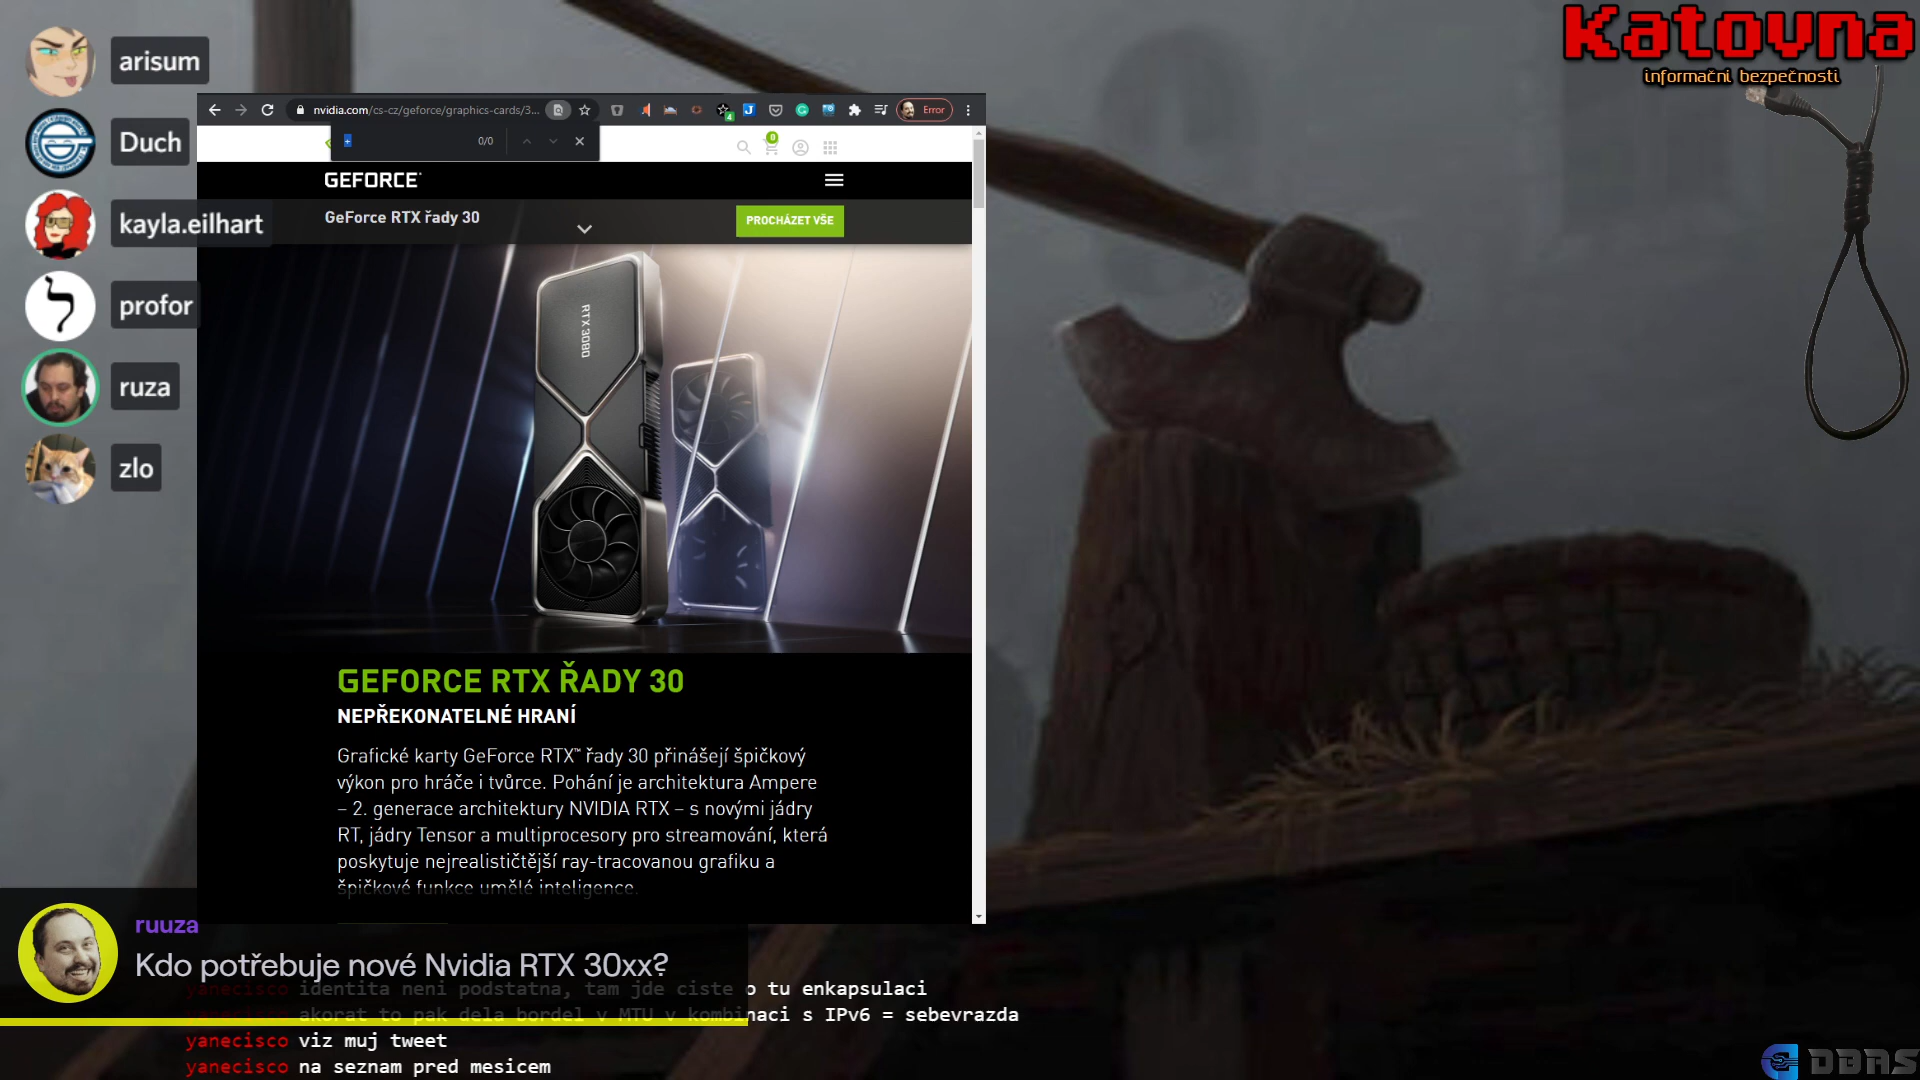 Katovna
informační bezpečnosti
arisum
Duch
kayla.eilhart
profor
ruza
zlo
nvidia.com/cs-cz/geforce/graphics-cards/3...
4
J
Error
+
0/0
0
GEFORCE
GeForce RTX řady 30
PROCHÁZET VŠE
RTX 3080
GEFORCE RTX ŘADY 30
NEPŘEKONATELNÉ HRANÍ
Grafické karty GeForce RTX™ řady 30 přinášejí špičkový
výkon pro hráče i tvůrce. Pohání je architektura Ampere
– 2. generace architektury NVIDIA RTX – s novými jádry
RT, jádry Tensor a multiprocesory pro streamování, která
poskytuje nejrealističtější ray-tracovanou grafiku a
špičkové funkce umělé inteligence.
ruuza
Kdo potřebuje nové Nvidia RTX 30xx?
yanecisco identita neni podstatna, tam jde ciste o tu enkapsulaci
yanecisco akorat to pak dela bordel v MTU v kombinaci s IPv6 = sebevrazda
yanecisco viz muj tweet
yanecisco na seznam pred mesicem
DBAS